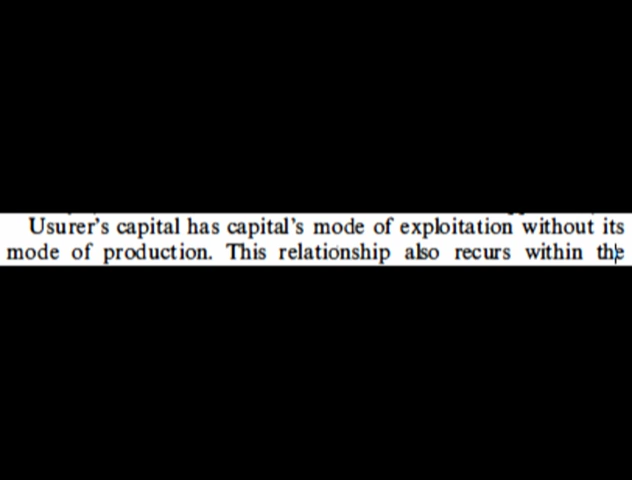 Usurer's capital has capital's mode of exploitation without its
mode of production. This relationship also recurs within the